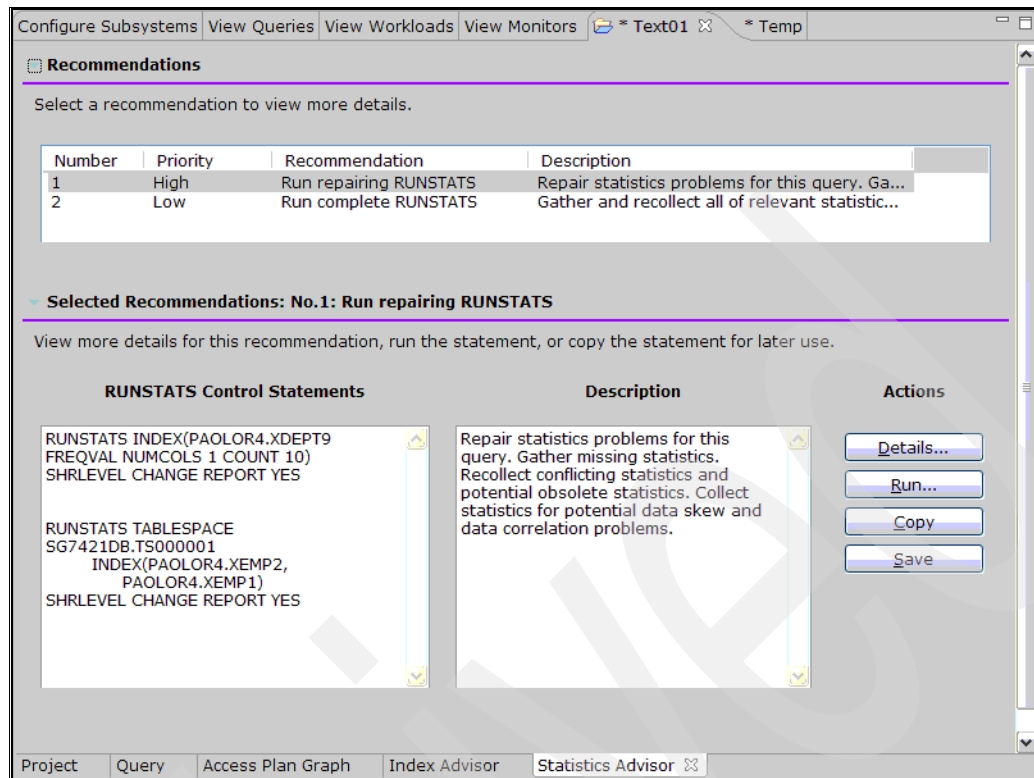 Configure Subsystems View Queries View Workloads View Monitors * Text01 * Temp
Recommendations
Select a recommendation to view more details.
Number Priority Recommendation Description
1 High Run repairing RUNSTATS Repair statistics problems for this query. Ga...
2 Low Run complete RUNSTATS Gather and recollect all of relevant statistic...
Selected Recommendations: No.1: Run repairing RUNSTATS
View more details for this recommendation, run the statement, or copy the statement for later use.
RUNSTATS Control Statements
RUNSTATS INDEX(PAOLOR4.XDEPT9
FREQVAL NUMCOLS 1 COUNT 10)
SHRLEVEL CHANGE REPORT YES
RUNSTATS TABLESPACE
SG7421DB.TS000001
INDEX(PAOLOR4.XEMP2,
PAOLOR4.XEMP1)
SHRLEVEL CHANGE REPORT YES
Description
Repair statistics problems for this
query. Gather missing statistics.
Recollect conflicting statistics and
potential obsolete statistics. Collect
statistics for potential data skew and
data correlation problems.
Actions
Details...
Run...
Copy
Save
Project Query Access Plan Graph Index Advisor Statistics Advisor